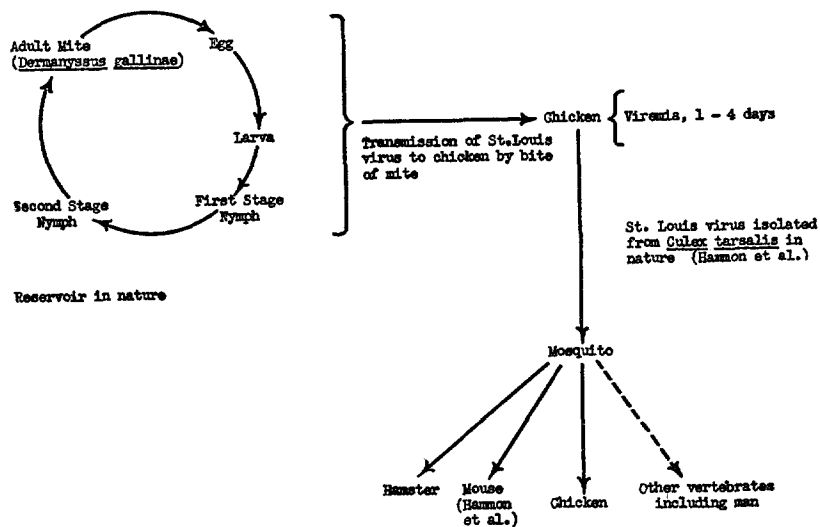 Adult Mite
(Dermanyssus gallinae)
Egg
Larva
First Stage
Nymph
Second Stage
Nymph
Reservoir in nature
Transmission of St.Louis
virus to chicken by bite
of mite
Chicken { Viremia, 1 - 4 days
St. Louis virus isolated
from Culex tarsalis in
nature (Hammon et al.)
Mosquito
Hamster
Mouse
(Hammon
et al.)
Chicken
Other vertebrates
including man